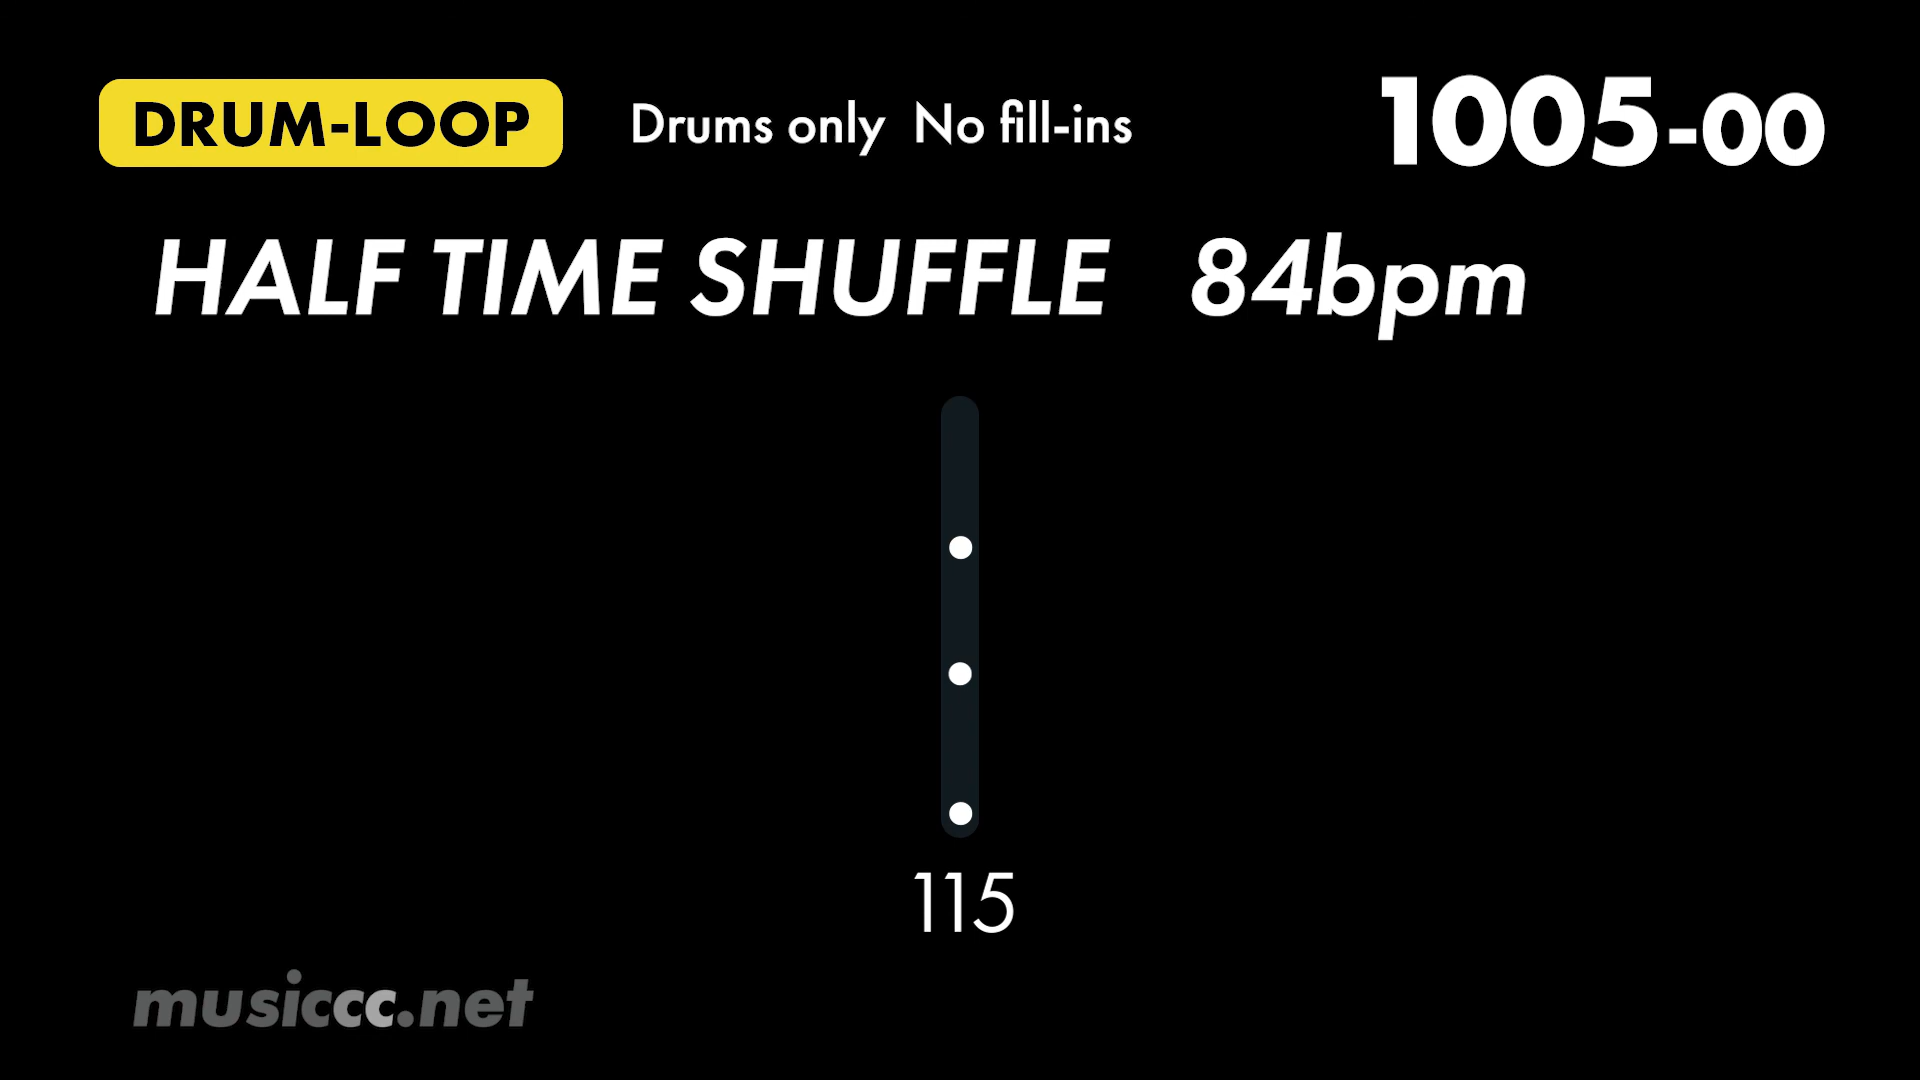 DRUM-LOOP Drums only No fill-ins 1005-00
HALF TIME SHUFFLE 84bpm
115
musiccc.net